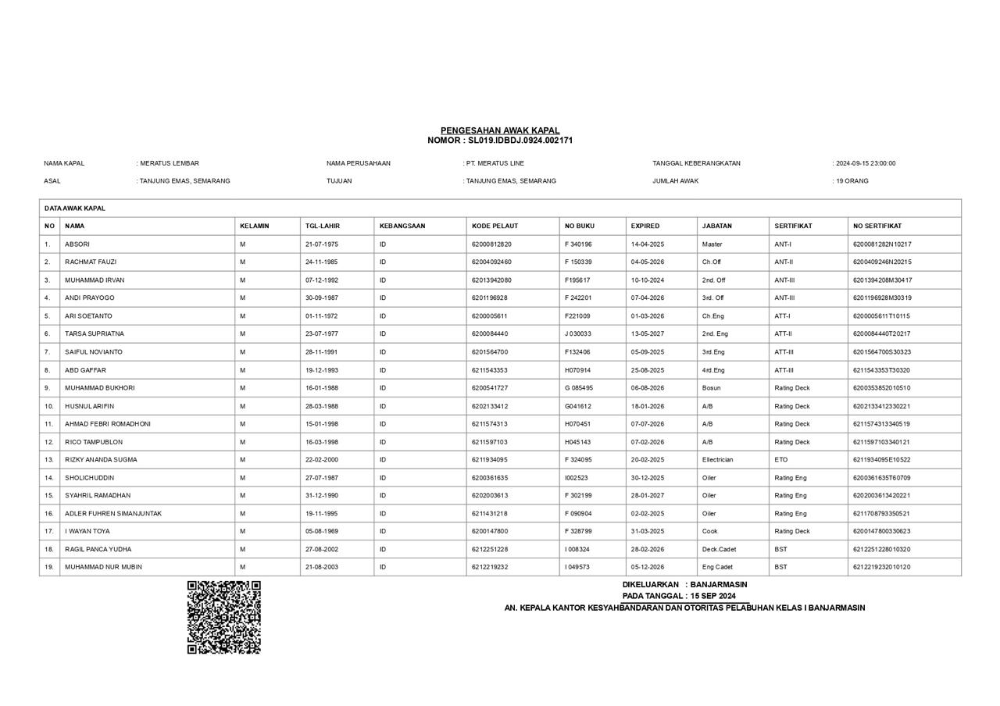 PENGESAHAN AWAK KAPAL
NOMOR : SL019.IDBDJ.0924.002171
NAMA KAPAL : MERATUS LEMBAR NAMA PERUSAHAAN : PT. MERATUS LINE TANGGAL KEBERANGKATAN : 2024-09-15 23:00:00
ASAL : TANJUNG EMAS, SEMARANG TUJUAN : TANJUNG EMAS, SEMARANG JUMLAH AWAK : 19 ORANG
DATA AWAK KAPAL
NO NAMA KELAMIN TGL-LAHIR KEBANGSAAN KODE PELAUT NO BUKU EXPIRED JABATAN SERTIFIKAT NO SERTIFIKAT
1. ABSORI M 21-07-1975 ID 62000812820 F 340196 14-04-2025 Master ANT-I 6200081282N10217
2. RACHMAT FAUZI M 24-11-1985 ID 62004092460 F 150339 04-05-2026 Ch.Off ANT-II 6200409246N20215
3. MUHAMMAD IRVAN M 07-12-1992 ID 62013942080 F195617 10-10-2024 2nd. Off ANT-III 6201394208M30417
4. ANDI PRAYOGO M 30-09-1987 ID 6201196928 F 242201 07-04-2026 3rd. Off ANT-III 6201196928M30319
5. ARI SOETANTO M 01-11-1972 ID 6200005611 F221009 01-03-2026 Ch.Eng ATT-I 6200005611T10115
6. TARSA SUPRIATNA M 23-07-1977 ID 6200084440 J 030033 13-05-2027 2nd. Eng ATT-II 6200084440T20217
7. SAIFUL NOVIANTO M 28-11-1991 ID 6201564700 F132406 05-09-2025 3rd.Eng ATT-III 6201564700S30323
8. ABD GAFFAR M 19-12-1993 ID 6211543353 H070914 25-08-2025 4rd.Eng ATT-III 6211543353T30320
9. MUHAMMAD BUKHORI M 16-01-1988 ID 6200541727 G 085495 06-08-2026 Bosun Rating Deck 6200353852010510
10. HUSNUL ARIFIN M 28-03-1988 ID 6202133412 G041612 18-01-2026 A/B Rating Deck 6202133412330221
11. AHMAD FEBRI ROMADHONI M 15-01-1998 ID 6211574313 H070451 07-07-2026 A/B Rating Deck 6211574313340519
12. RICO TAMPUBLON M 16-03-1998 ID 6211597103 H045143 07-02-2026 A/B Rating Deck 6211597103340121
13. RIZKY ANANDA SUGMA M 22-02-2000 ID 6211934095 F 324095 20-02-2025 Ellectrician ETO 6211934095E10522
14. SHOLICHUDDIN M 27-07-1987 ID 6200361635 I002523 30-12-2025 Oiler Rating Eng 6200361635T60709
15. SYAHRIL RAMADHAN M 31-12-1990 ID 6202003613 F 302199 28-01-2027 Oiler Rating Eng 6202003613420221
16. ADLER FUHREN SIMANJUNTAK M 19-11-1995 ID 6211431218 F 090904 02-02-2025 Oiler Rating Eng 6211708793350521
17. I WAYAN TOYA M 05-08-1969 ID 6200147800 F 328799 31-03-2025 Cook Rating Deck 6200147800330623
18. RAGIL PANCA YUDHA M 27-08-2002 ID 6212251228 I 008324 28-02-2026 Deck.Cadet BST 6212251228010320
19. MUHAMMAD NUR MUBIN M 21-08-2003 ID 6212219232 I 049573 05-12-2026 Eng Cadet BST 6212219232010120
DIKELUARKAN : BANJARMASIN
PADA TANGGAL : 15 SEP 2024
AN. KEPALA KANTOR KESYAHBANDARAN DAN OTORITAS PELABUHAN KELAS I BANJARMASIN